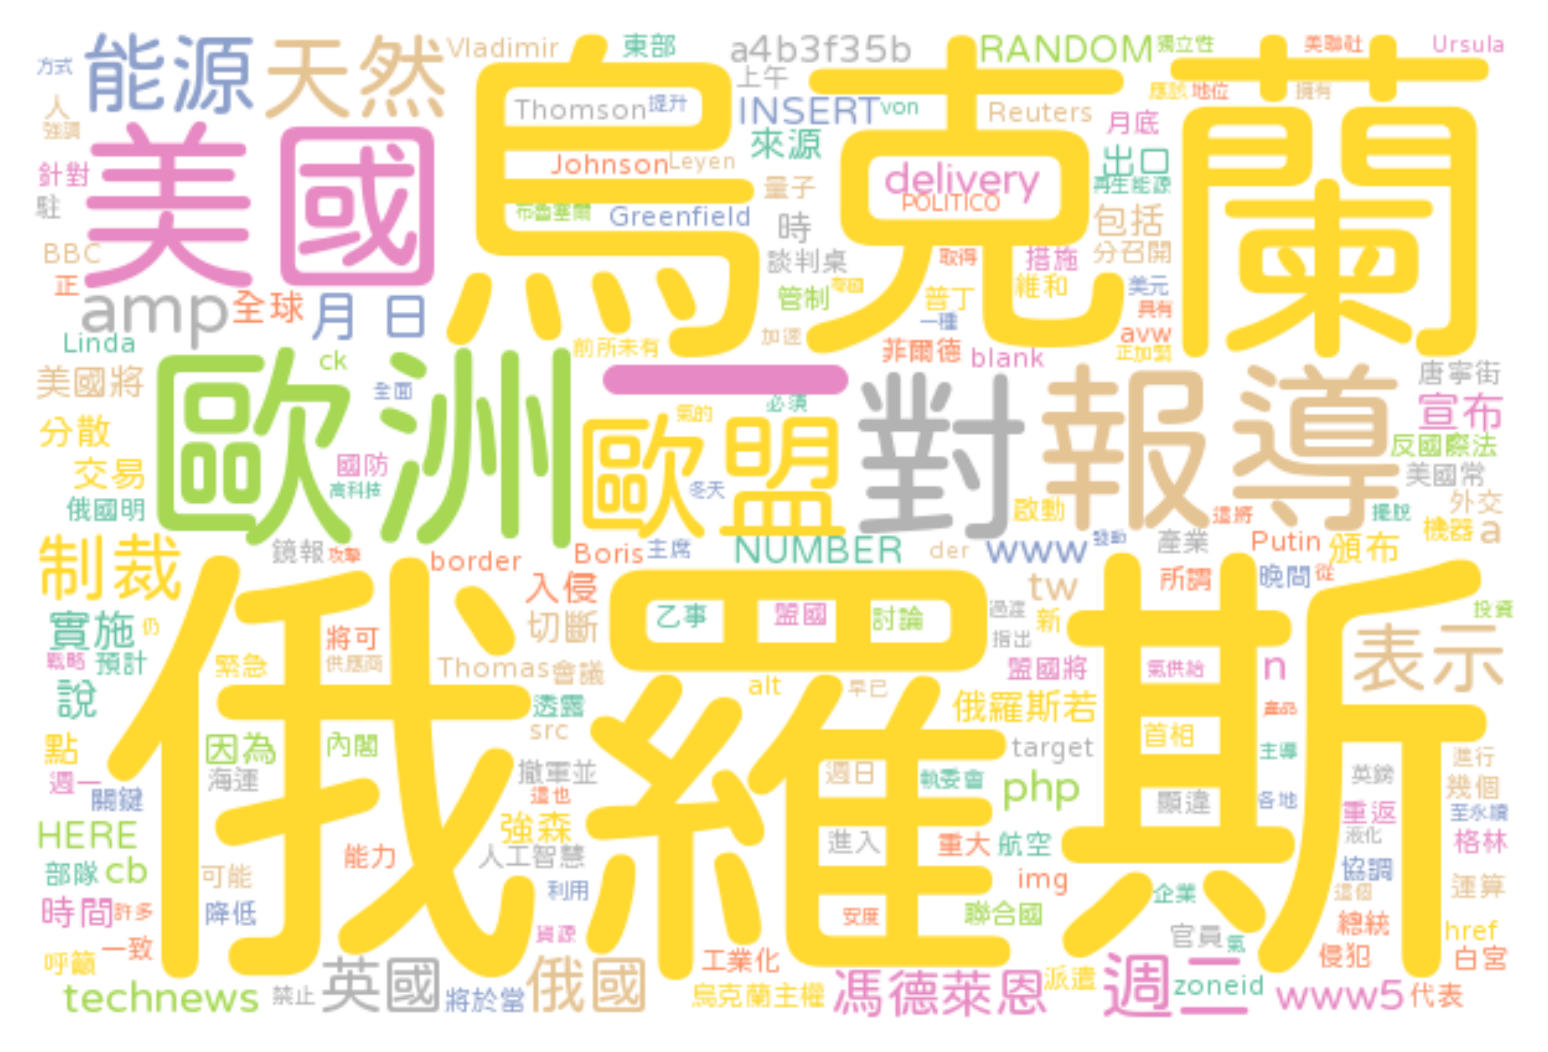 方式 能源 天然 Vladimir 東部 a4b3f35b RANDOM 獨立性 美聯社 Ursula
上午 應該 地位 擁有
人 Thomson 提升 INSERT von Reuters 月底
強調 烏克蘭
美國 Johnson Leyen 來源 delivery 出口
針對 量子 POLITICO 再生能源
駐 布魯塞爾 Greenfield 時 包括
BBC 談判桌 取得 措施 分召開
正 管制 普丁 維和 美元
amp 全球 月 日 加速 一種 具有
Linda ck 前所未有 菲爾德 blank avw 正加緊
美國將 全面 一 必須 唐寧街
分散 歐洲 氣的 歐盟 對 報導 宣布
交易 國防 反國際法
俄國明 高科技 冬天 美國常
啟動 這將 擺脫 機器 外交 a
制裁 鏡報 攻擊 border Boris 主席 NUMBER der www 發動 產業 Putin 頒布
入侵 tw 所謂 晚間 從
實施 仍 將可 切斷 乙事 盟國 討論 過渡 新 投資
戰略 預計 緊急 供應商 Thomas 會議 指出 盟國將 氣供給 n 表示
說 俄羅斯 透露 alt 早已 俄羅斯若 產品
點 因為 內閣 src target 首相 主導 進行
週一 海運 撤軍並 週日 執委會 php 英鎊 幾個
關鍵 這也 顯違 各地 重返 至永續
HERE 強森 進入 重大 航空 液化 格林
部隊 cb 可能 能力 人工智慧 img 協調 運算
時間 許多 降低 利用 安度 聯合國 企業 這個
一致 資源 官員 氣 總統 href
呼籲 工業化 侵犯 白宮
technews 禁止 英國 將於當 俄國 烏克蘭主權 馮德萊恩 派遣 週二 zoneid www5 代表